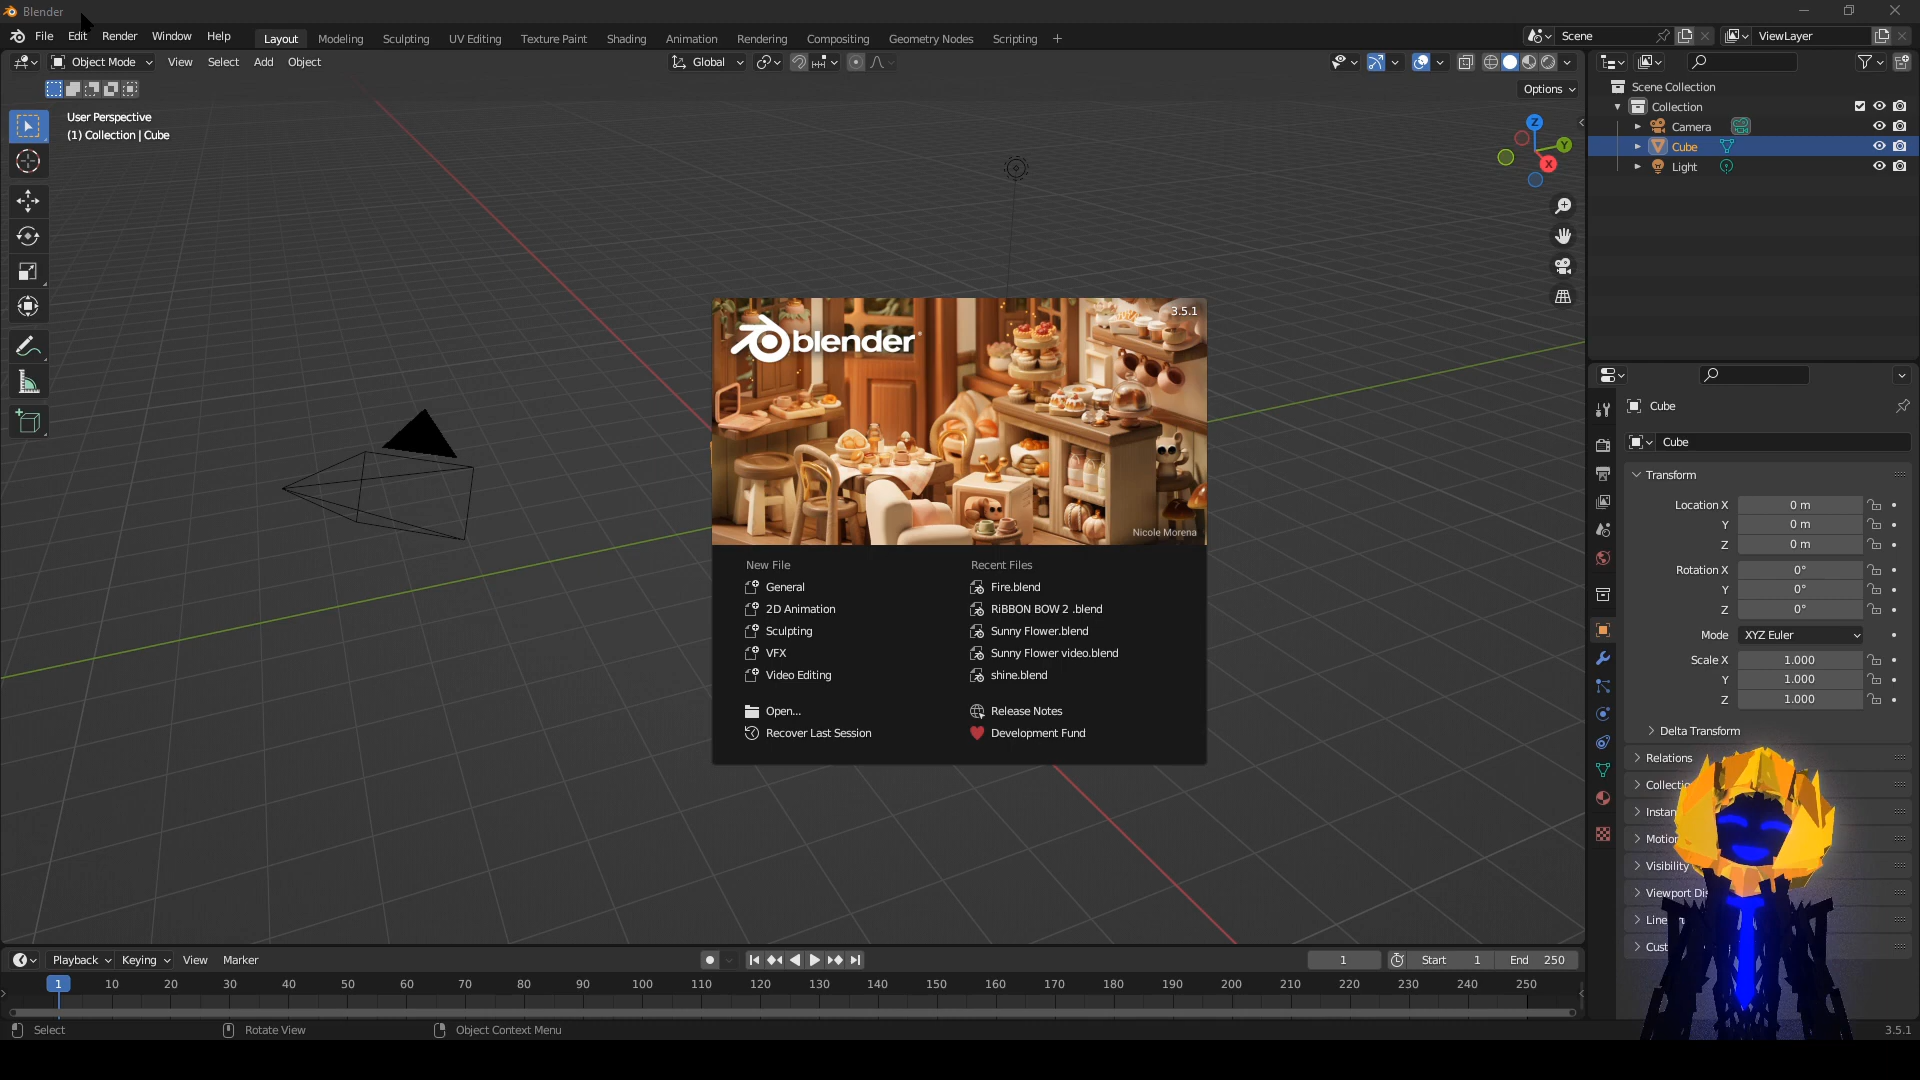 Blender
File Edit Render Window Help Layout Modeling Sculpting UV Editing Texture Paint Shading Animation Rendering Compositing Geometry Nodes Scripting + Scene ViewLayer
Object Mode View Select Add Object Global
Options
User Perspective
(1) Collection | Cube
Z
Y
X
Scene Collection
Collection
Camera
Cube
Light
blender
3.5.1
Nicole Morena
New File
General
2D Animation
Sculpting
VFX
Video Editing
Open...
Recover Last Session
Recent Files
Fire.blend
RiBBON BOW 2 .blend
Sunny Flower.blend
Sunny Flower video.blend
shine.blend
Release Notes
Development Fund
Cube
Cube
Transform
Location X 0 m
Y 0 m
Z 0 m
Rotation X 0°
Y 0°
Z 0°
Mode XYZ Euler
Scale X 1.000
Y 1.000
Z 1.000
Delta Transform
Relations
Collectio
Instan
Motio
Visibility
Viewport Di
Line
Cust
Playback Keying View Marker 1 Start 1 End 250
1 10 20 30 40 50 60 70 80 90 100 110 120 130 140 150 160 170 180 190 200 210 220 230 240 250
Select Rotate View Object Context Menu 3.5.1